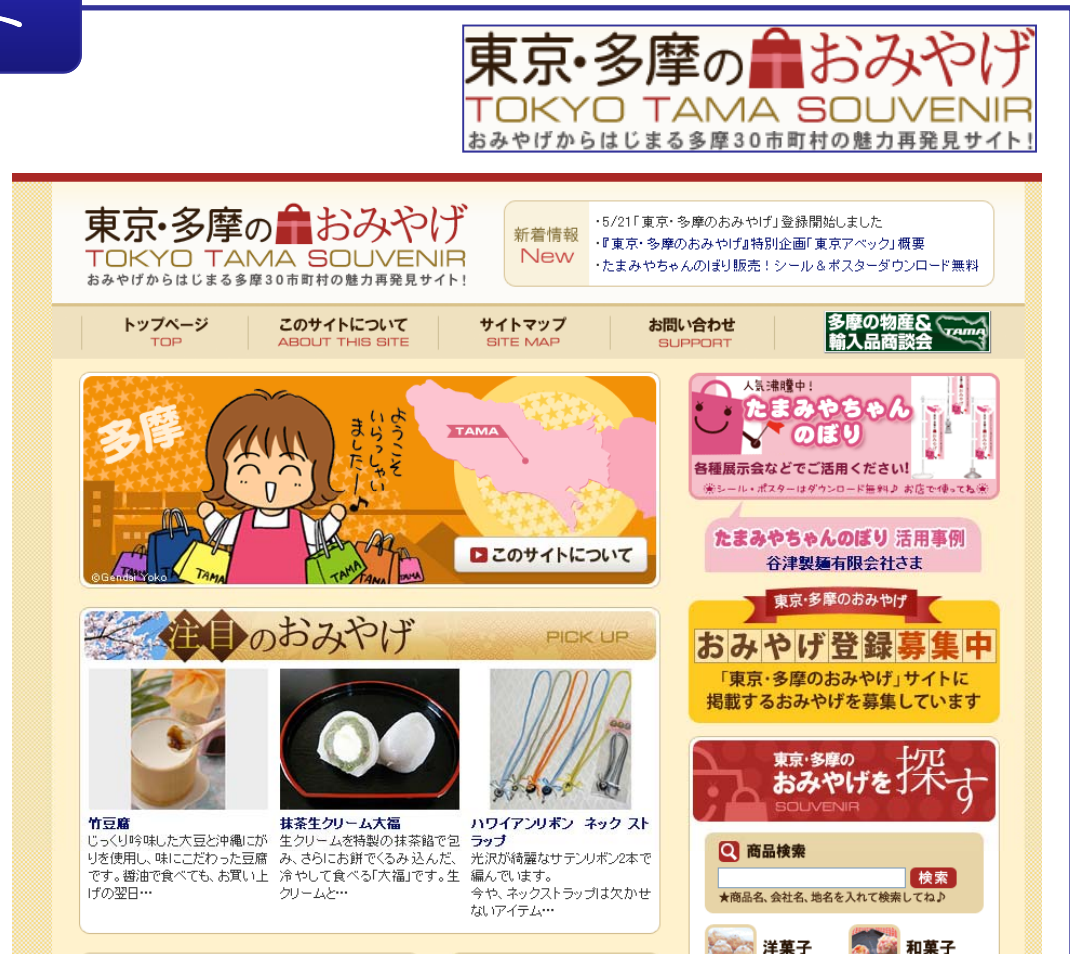 東京・多摩のおみやげ
TOKYO TAMA SOUVENIR
おみやげからはじまる多摩30市町村の魅力再発見サイト!
東京・多摩のおみやげ
TOKYO TAMA SOUVENIR
おみやげからはじまる多摩30市町村の魅力再発見サイト!
新着情報
New
・5/21「東京・多摩のおみやげ」登録開始しました
・『東京・多摩のおみやげ』特別企画「東京アベック」概要
・たまみやちゃんのぼり販売！シール＆ポスターダウンロード無料
トップページ
TOP
このサイトについて
ABOUT THIS SITE
サイトマップ
SITE MAP
お問い合わせ
SUPPORT
多摩の物産&
輸入品商談会
TAMA
多摩
ようこそ
いらっしゃい
ました―♪
TAMA
TAMA
TAMA
TAMA
TAMA
TAMA
©Gendai Yoko
このサイトについて
人気沸騰中!
たまみやちゃん
のぼり
各種展示会などでご活用ください!
シール・ポスターはダウンロード無料♪ お店で使ってね
たまみやちゃんのぼり 活用事例
谷津製麺有限会社さま
東京・多摩のおみやげ
おみやげ登録募集中
「東京・多摩のおみやげ」サイトに
掲載するおみやげを募集しています
注目のおみやげ
PICK UP
竹豆腐
じっくり吟味した大豆と沖縄にが
りを使用し、味にこだわった豆腐
です。醤油で食べても、お買い上
げの翌日…
抹茶生クリーム大福
生クリームを特製の抹茶餡で包
み、さらにお餅でくるみ込んだ、
冷やして食べる「大福」です。生
クリームと…
ハワイアンリボン ネック スト
ラップ
光沢が綺麗なサテンリボン2本で
編んでいます。
今や、ネックストラップは欠かせ
ないアイテム…
東京・多摩の
おみやげを探す
SOUVENIR
商品検索
検索
★商品名、会社名、地名を入れて検索してね♪
洋菓子
和菓子